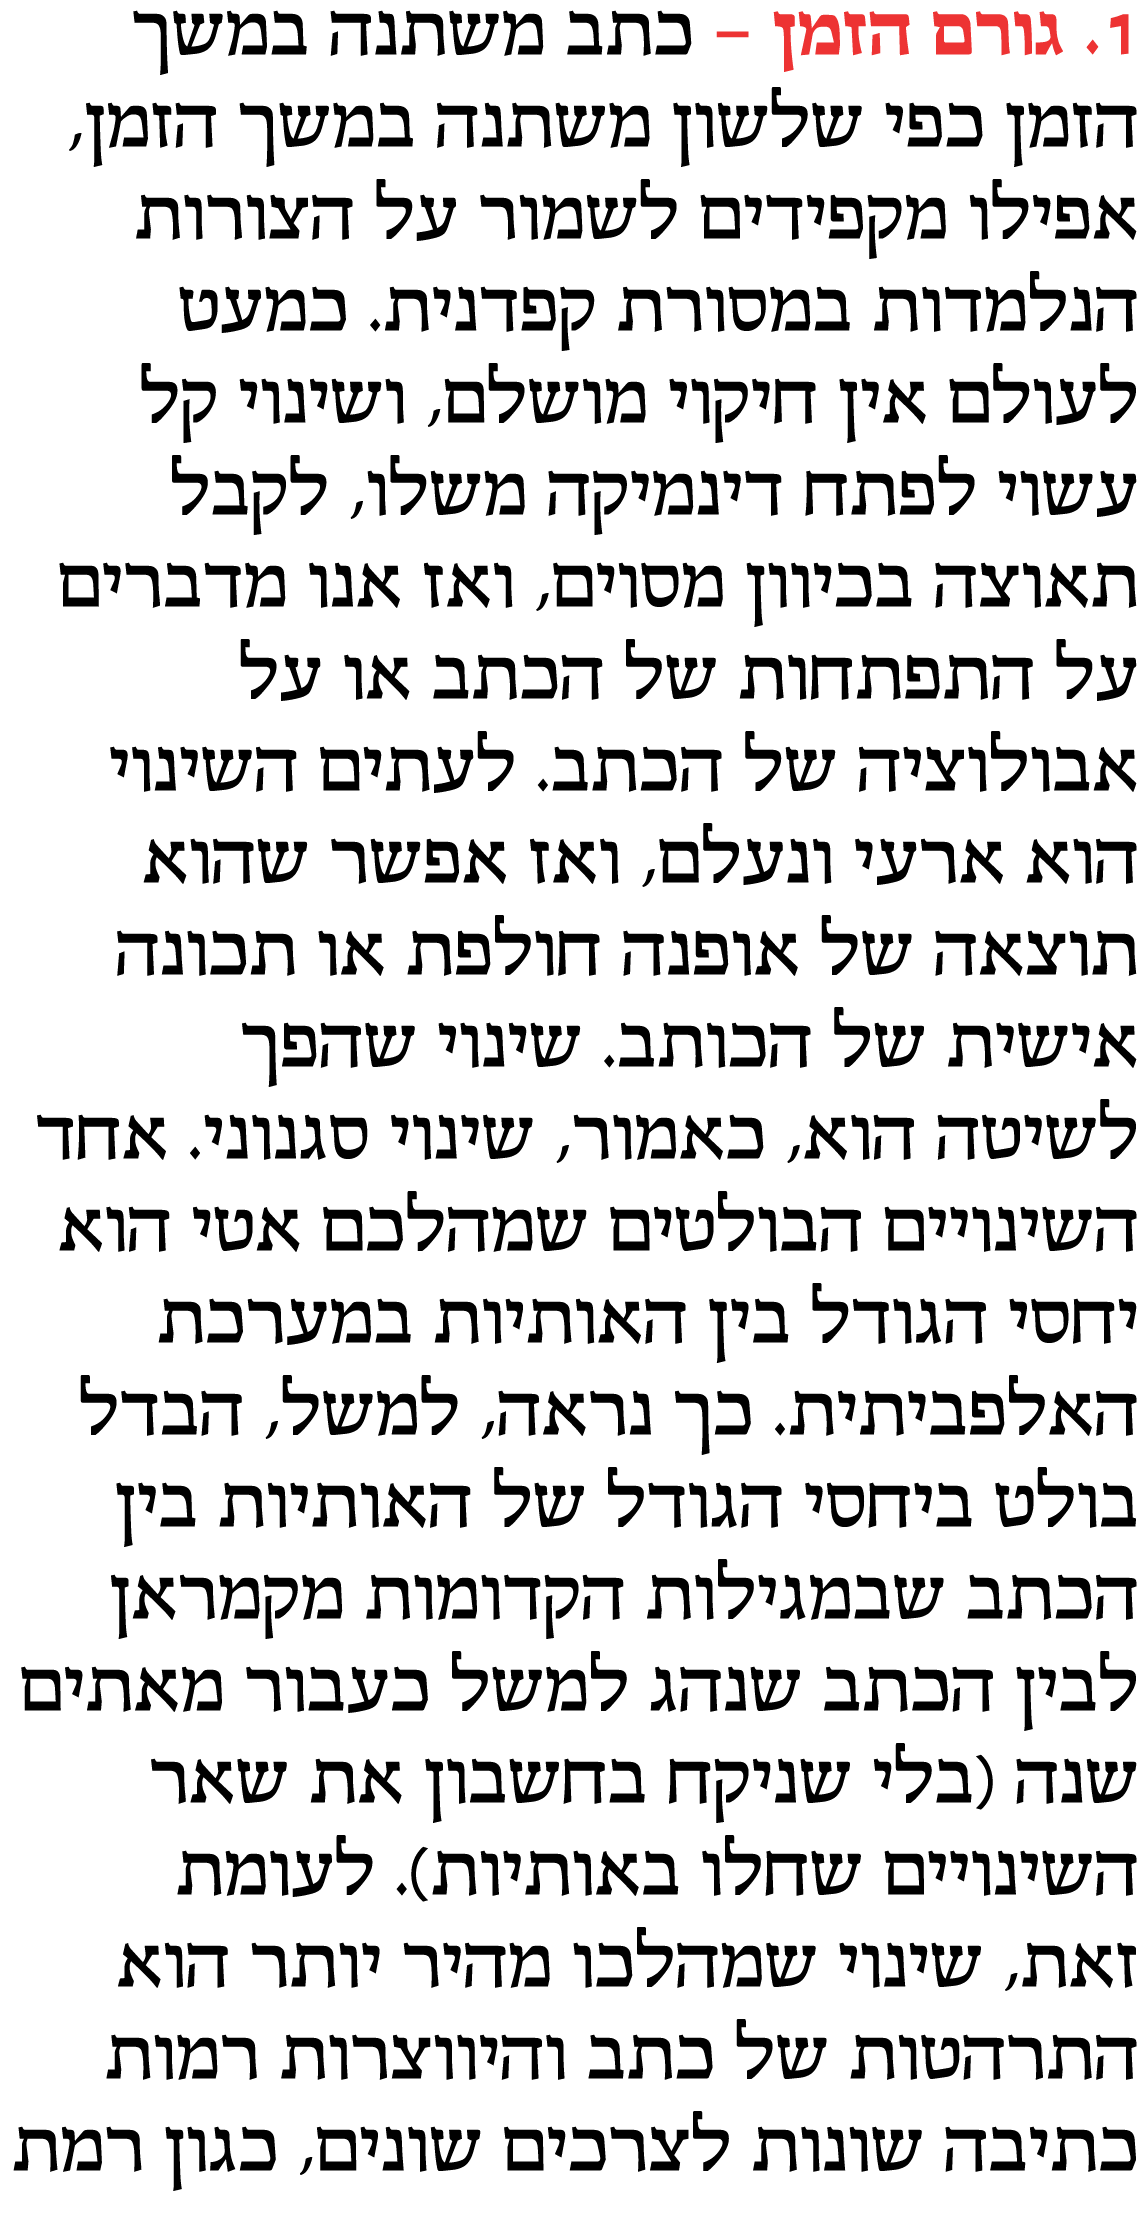 1. גורם הזמן – כתב משתנה במשך
הזמן כפי שלשון משתנה במשך הזמן,
אפילו מקפידים לשמור על הצורות
הנלמדות במסורת קפדנית. כמעט
לעולם אין חיקוי מושלם, ושינוי קל
עשוי לפתח דינמיקה משלו, לקבל
תאוצה בכיוון מסוים, ואז אנו מדברים
על התפתחות של הכתב או על
אבולוציה של הכתב. לעתים השינוי
הוא ארעי ונעלם, ואז אפשר שהוא
תוצאה של אופנה חולפת או תכונה
אישית של הכותב. שינוי שהפך
לשיטה הוא, כאמור, שינוי סגנוני. אחד
השינויים הבולטים שמהלכם אטי הוא
יחסי הגודל בין האותיות במערכת
האלפביתית. כך נראה, למשל, הבדל
בולט ביחסי הגודל של האותיות בין
הכתב שבמגילות הקדומות מקמראן
לבין הכתב שנהג למשל כעבור מאתים
שנה (בלי שניקח בחשבון את שאר
השינויים שחלו באותיות). לעומת
זאת, שינוי שמהלכו מהיר יותר הוא
התרהטות של כתב והיווצרות רמות
כתיבה שונות לצרכים שונים, כגון רמת